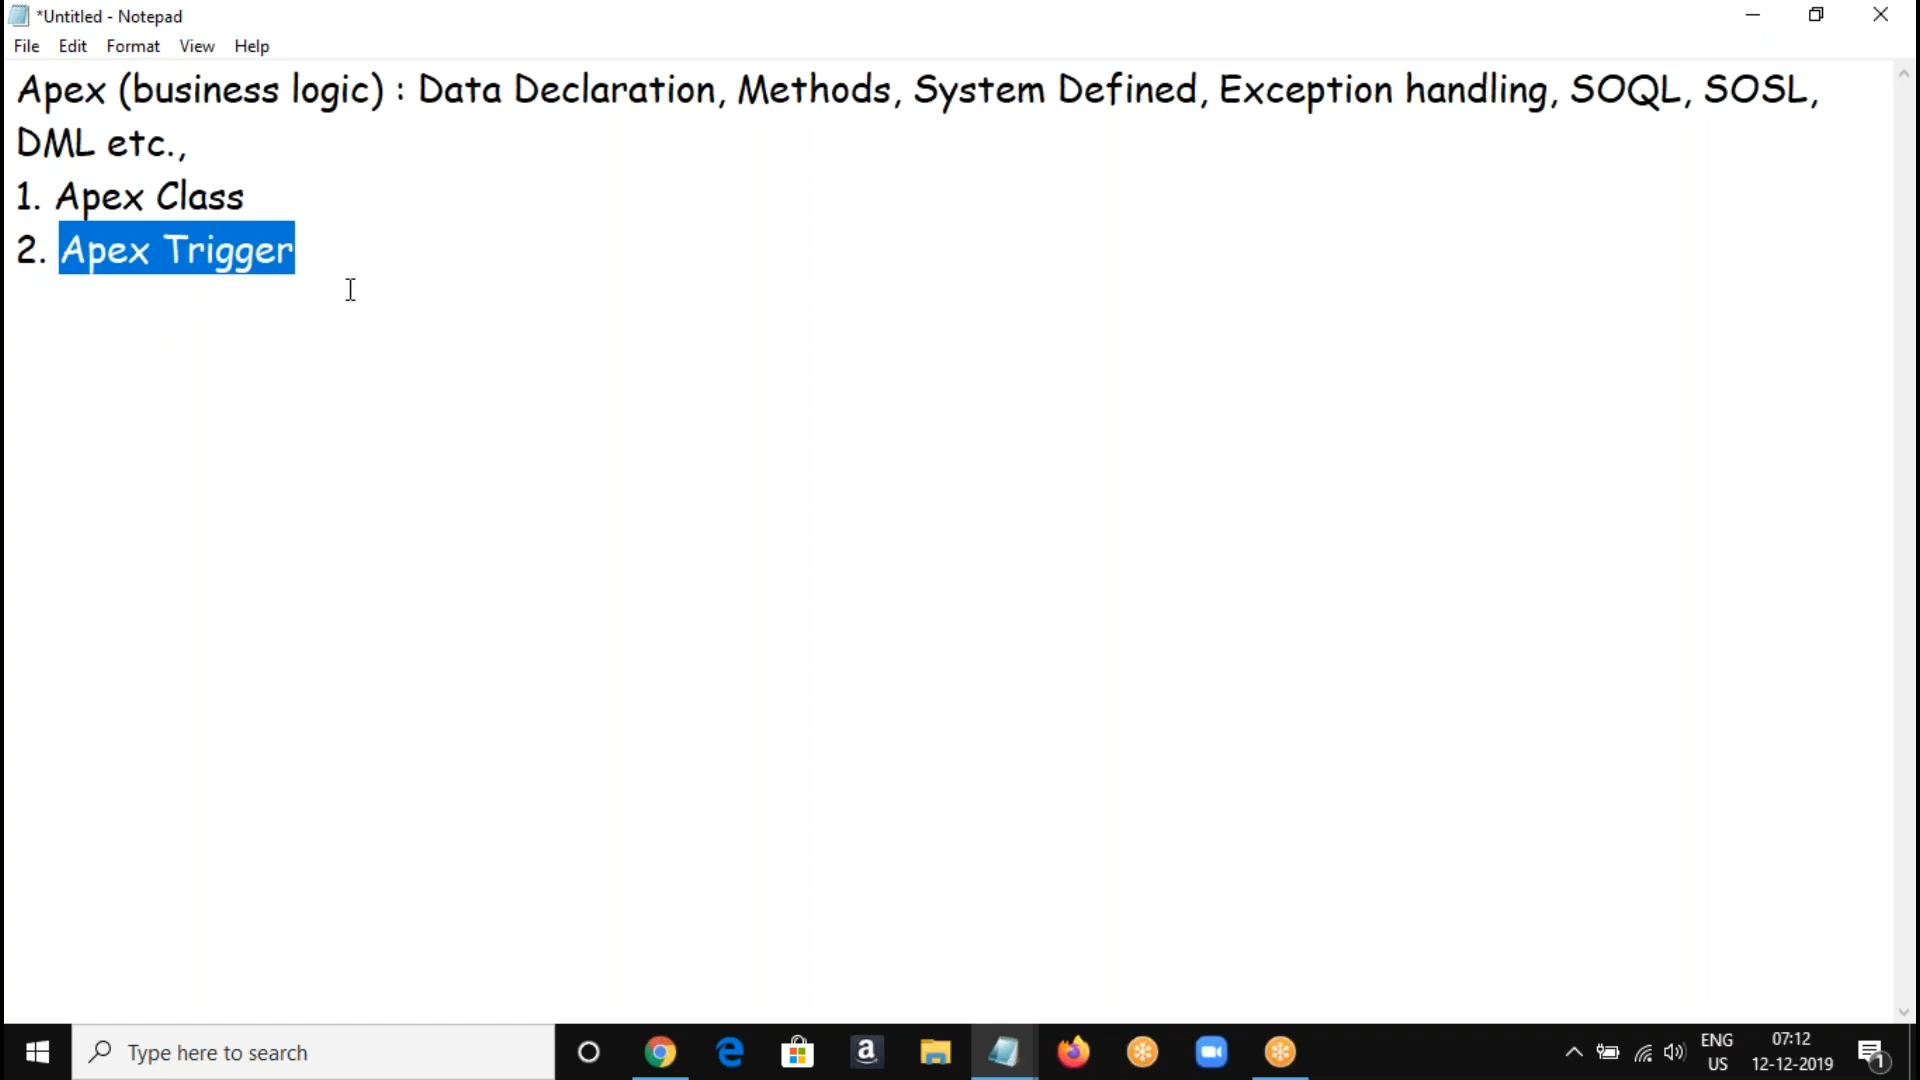 *Untitled - Notepad
File Edit Format View Help
Apex (business logic) : Data Declaration, Methods, System Defined, Exception handling, SOQL, SOSL,
DML etc.,
1. Apex Class
2. Apex Trigger
Type here to search
ENG
US
07:12
12-12-2019
1